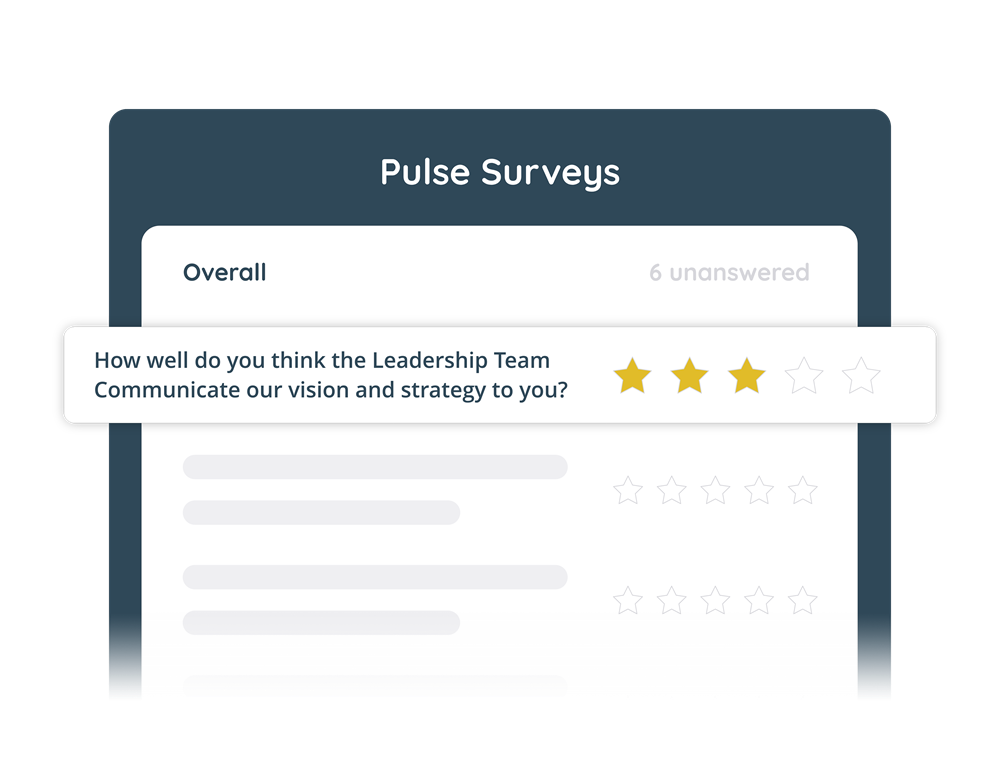 Pulse Surveys
Overall
6 unanswered
How well do you think the Leadership Team
Communicate our vision and strategy to you?